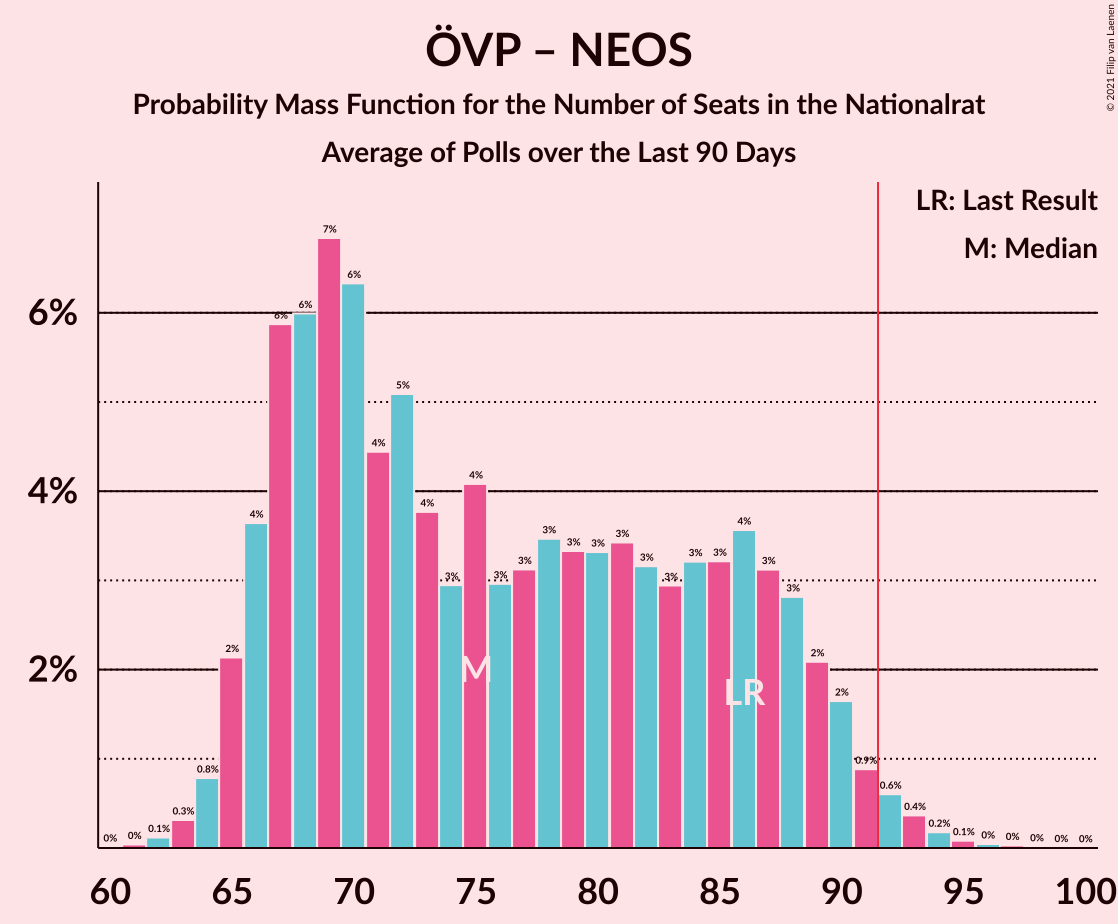 ÖVP – NEOS
Probability Mass Function for the Number of Seats in the Nationalrat
Average of Polls over the Last 90 Days
© 2021 Filip van Laenen
LR: Last Result
M: Median
6%
4%
2%
0% 0% 0.1% 0.3% 0.8% 2% 4% 6% 6% 7% 6% 4% 5% 4% 3% 4% 3% 3% 3% 3% 3% 3% 3% 3% 3% 3% 4% 3% 3% 2% 2% 0.9% 0.6% 0.4% 0.2% 0.1% 0% 0% 0% 0% 0%
M
LR
60 65 70 75 80 85 90 95 100